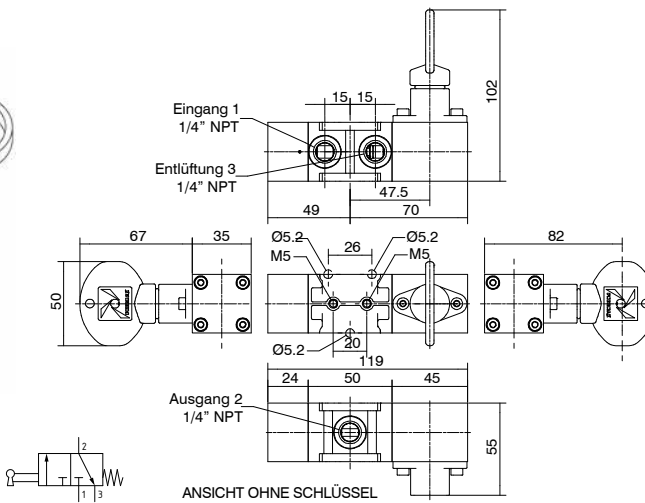 102
15 15
Eingang 1
1/4" NPT
Entlüftung 3
1/4" NPT
47.5
49 70
67 35 Ø5.2 26 Ø5.2 82
M5 M5
50
Ø5.2
20
119
24 50 45
Ausgang 2
1/4" NPT
55
2
1 3
ANSICHT OHNE SCHLÜSSEL